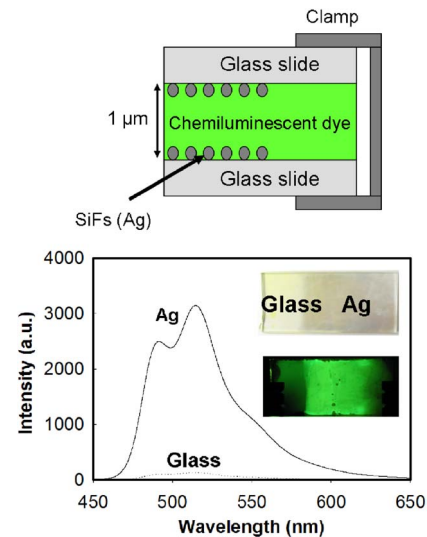 Clamp
Glass slide
1 µm
Chemiluminescent dye
Glass slide
SiFs (Ag)
4000
3000
2000
1000
0
Intensity (a.u.)
Ag
Glass
Glass Ag
450 500 550 600 650
Wavelength (nm)